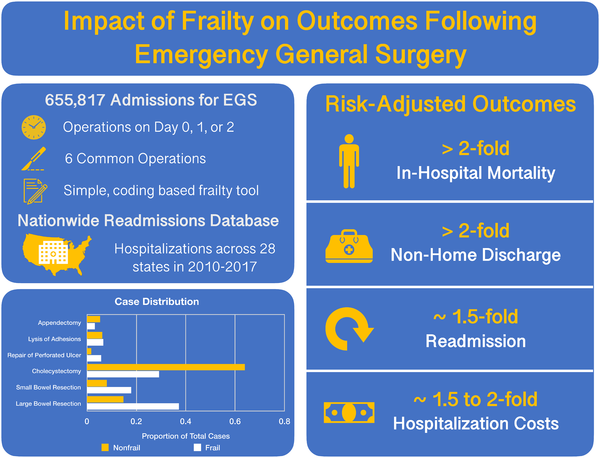 Impact of Frailty on Outcomes Following
Emergency General Surgery
655,817 Admissions for EGS
Operations on Day 0, 1, or 2
6 Common Operations
Simple, coding based frailty tool
Nationwide Readmissions Database
Hospitalizations across 28
states in 2010-2017
Case Distribution
Appendectomy
Lysis of Adhesions
Repair of Perforated Ulcer
Cholecystectomy
Small Bowel Resection
Large Bowel Resection
0 0.2 0.4 0.6 0.8
Proportion of Total Cases
Nonfrail Frail
Risk-Adjusted Outcomes
> 2-fold
In-Hospital Mortality
> 2-fold
Non-Home Discharge
~ 1.5-fold
Readmission
~ 1.5 to 2-fold
Hospitalization Costs